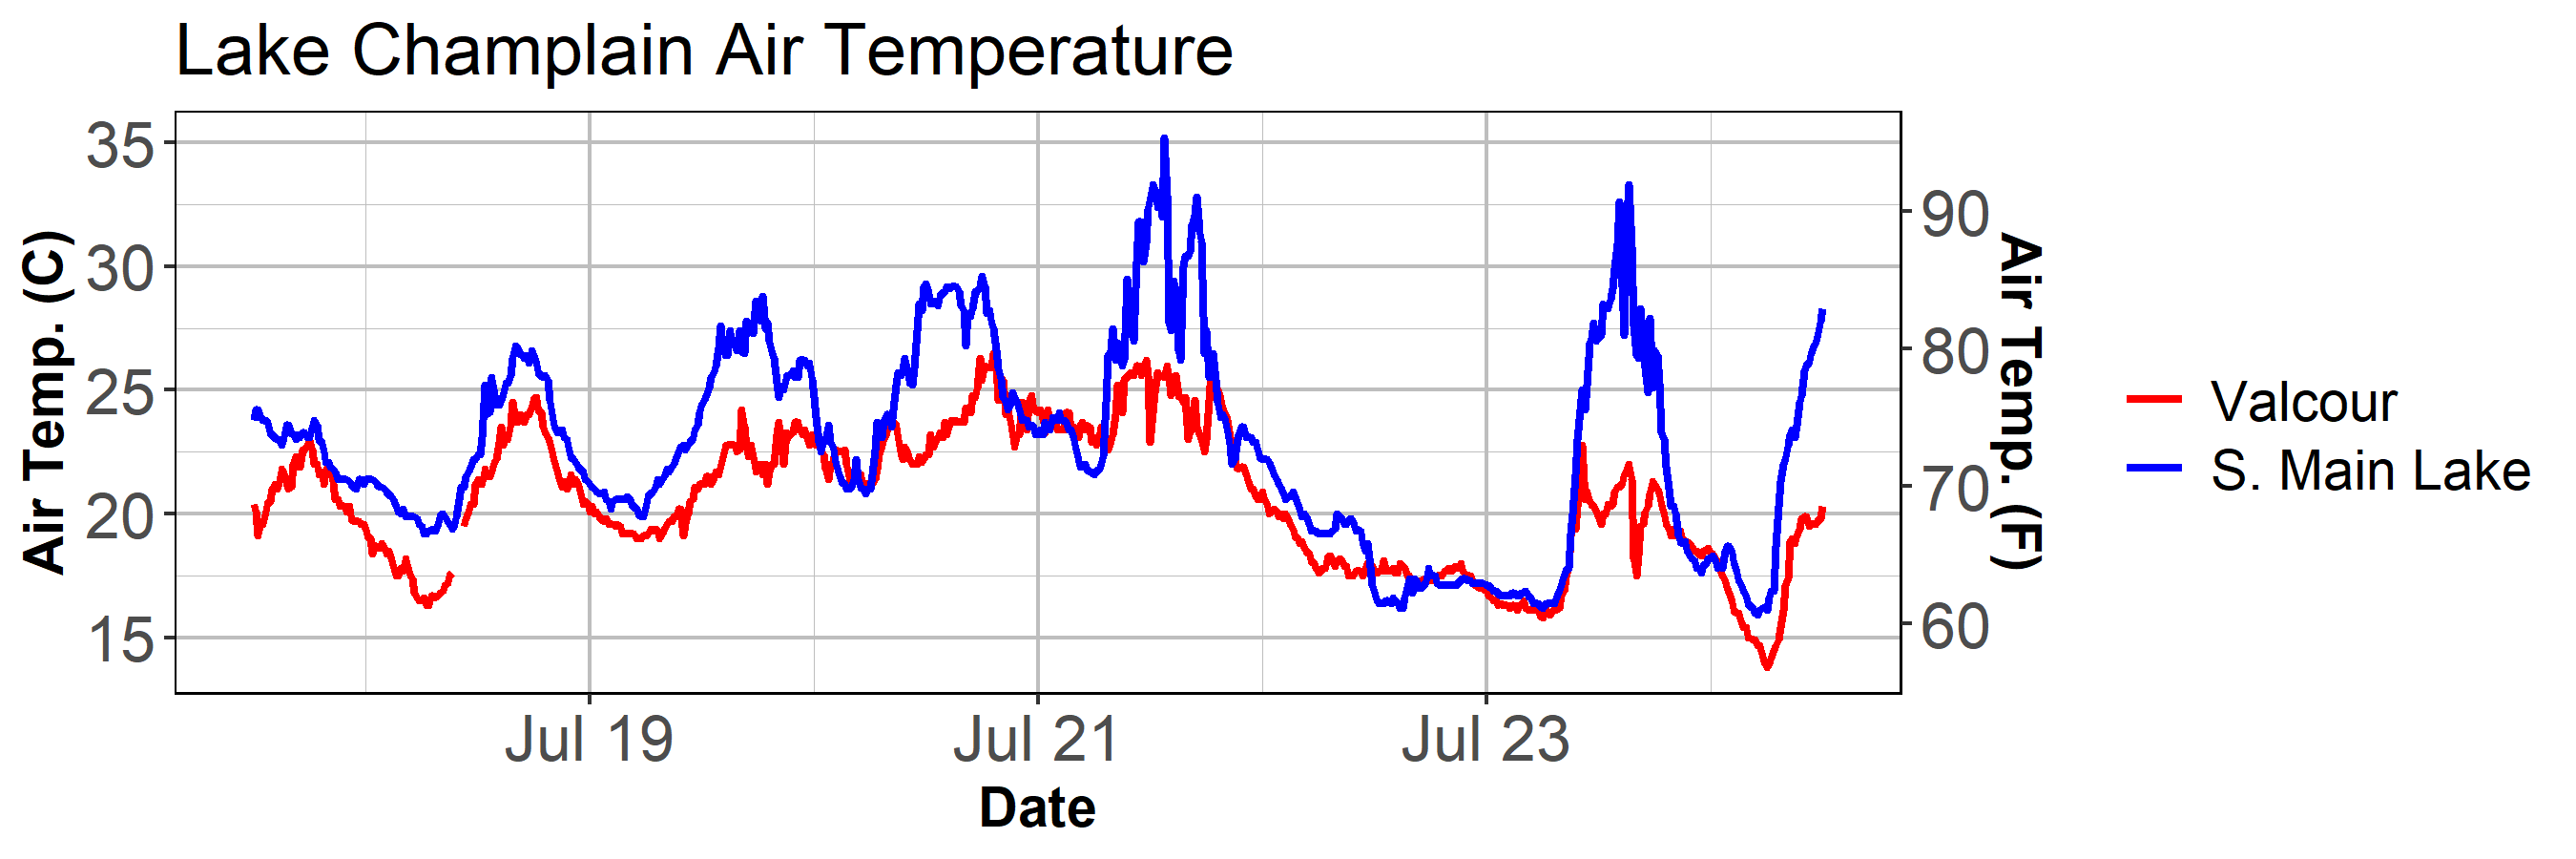 Lake Champlain Air Temperature
Air Temp. (C)
35
30
25
20
15
90
80
70
60
Air Temp. (F)
Jul 19
Jul 21
Jul 23
Date
Valcour
S. Main Lake